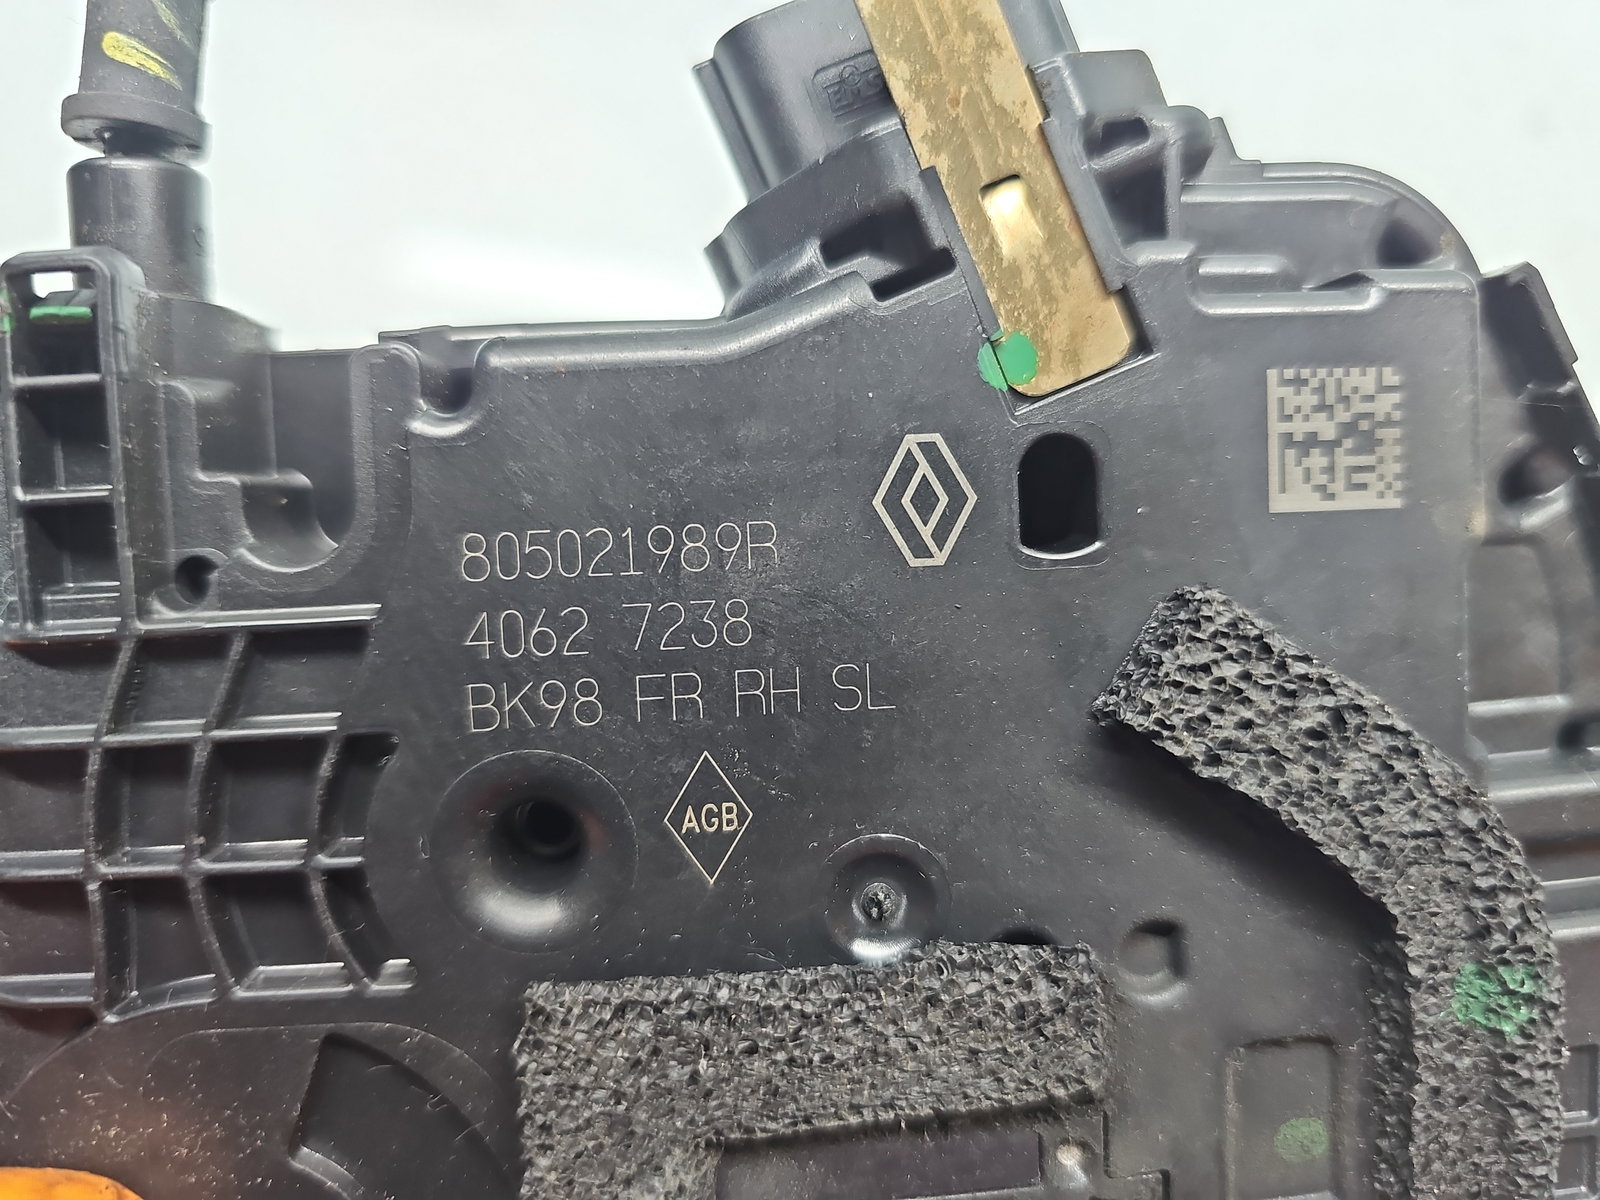 805021989R
4062 7238
BK98 FR RH SL
AGB